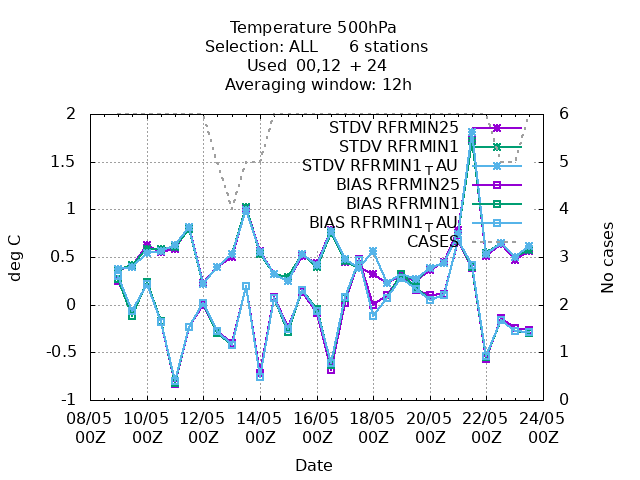 Temperature 500hPa
Selection: ALL 6 stations
Used 00,12 + 24
Averaging window: 12h
2
1.5
1
0.5
0
-0.5
-1
deg C
6
5
4
3
2
1
0
No cases
STDV RFRMIN25
STDV RFRMIN1
STDV RFRMIN1TAU
BIAS RFRMIN25
BIAS RFRMIN1
BIAS RFRMIN1TAU
CASES
08/05 10/05 12/05 14/05 16/05 18/05 20/05 22/05 24/05
00Z 00Z 00Z 00Z 00Z 00Z 00Z 00Z 00Z
Date